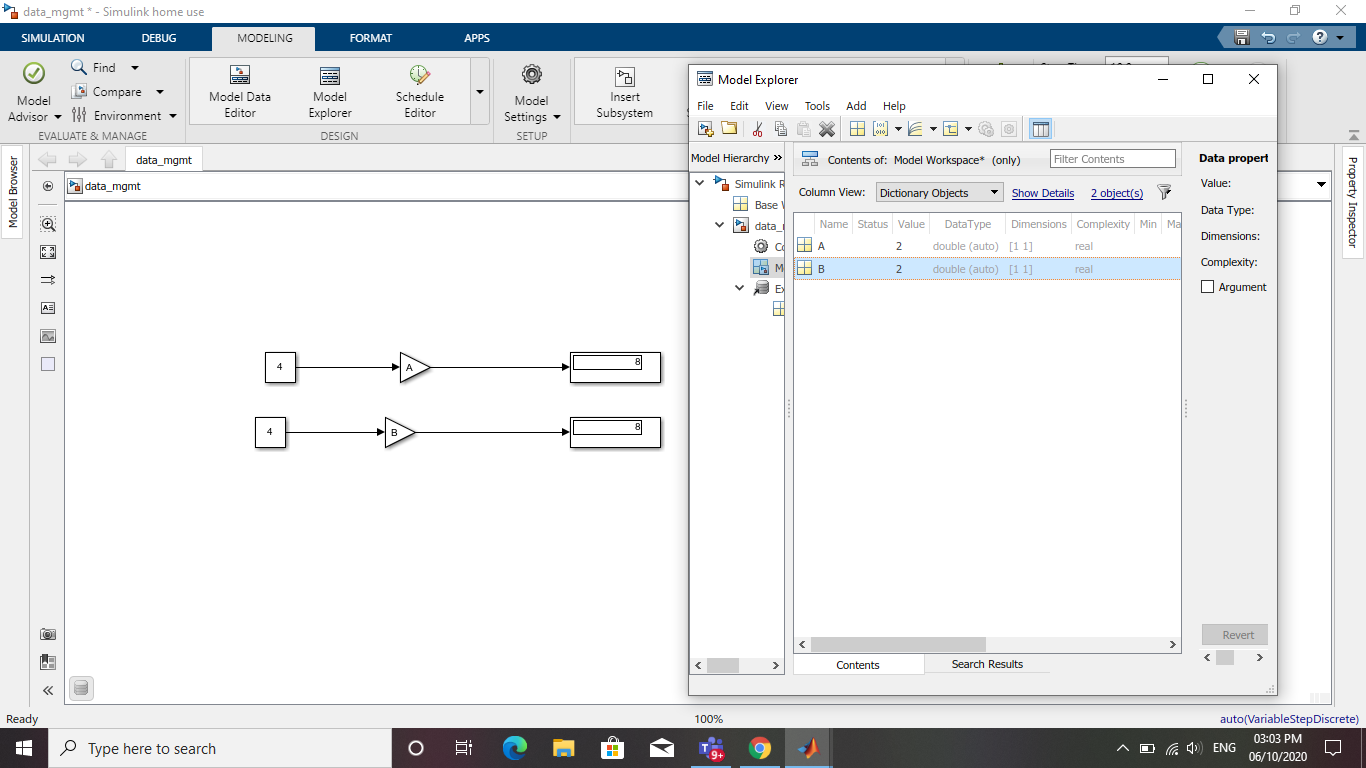 data_mgmt * - Simulink home use
SIMULATION DEBUG MODELING FORMAT APPS
Model Advisor
Find
Compare
Environment
EVALUATE & MANAGE
Model Data Editor
Model Explorer
Schedule Editor
DESIGN
Model Settings
SETUP
Insert Subsystem
Model Browser
data_mgmt
data_mgmt
4 A 8
4 B 8
Property Inspector
Model Explorer
File Edit View Tools Add Help
Model Hierarchy
Simulink R
Base W
data_
Co
M
Ex
Contents of: Model Workspace* (only)
Filter Contents
Column View: Dictionary Objects Show Details 2 object(s)
Name Status Value DataType Dimensions Complexity Min Ma
A 2 double (auto) [1 1] real
B 2 double (auto) [1 1] real
Contents Search Results
Data propert
Value:
Data Type:
Dimensions:
Complexity:
Argument
Revert
Ready 100% auto(VariableStepDiscrete)
Type here to search
9+
ENG
03:03 PM
06/10/2020